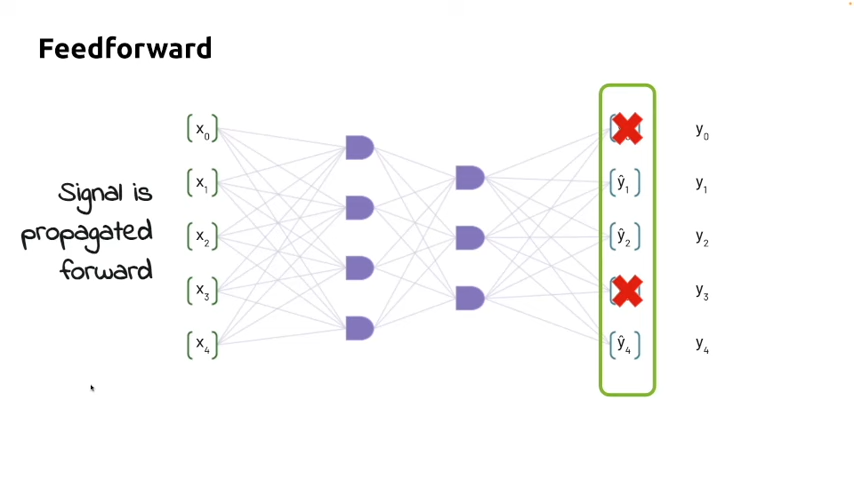 Feedforward
Signal is
propagated
forward
x₀
x₁
x₂
x₃
x₄
ŷ₁
ŷ₂
ŷ₄
y₀
y₁
y₂
y₃
y₄